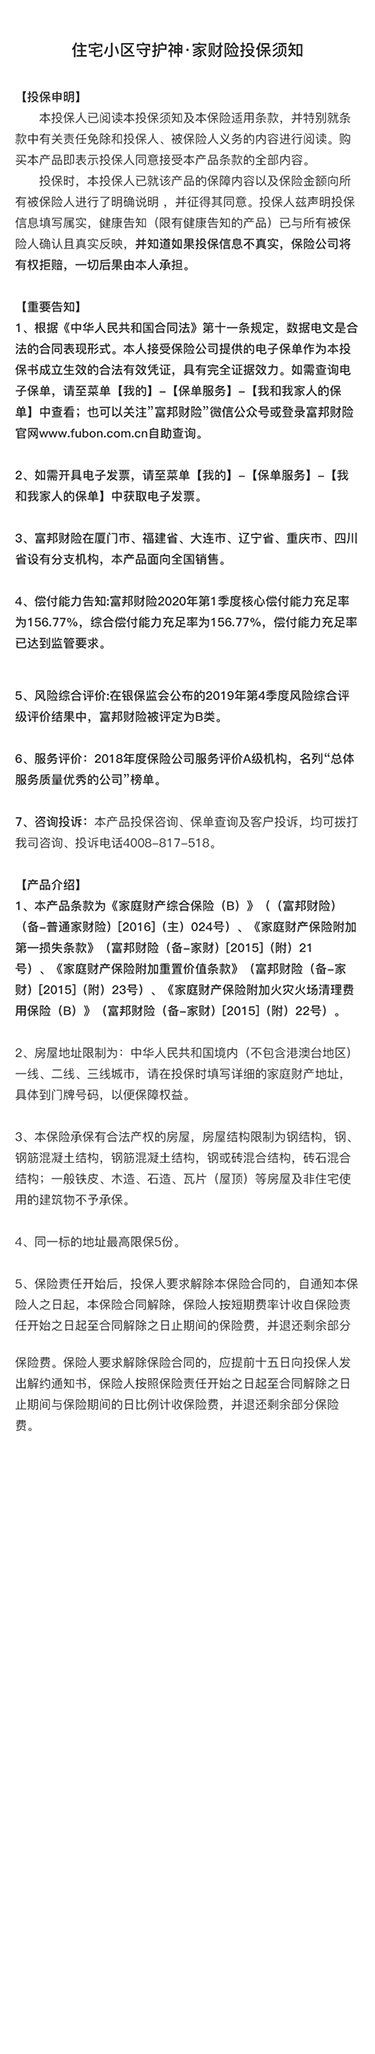 住宅小区守护神·家财险投保须知
【投保申明】
本投保人已阅读本投保须知及本保险适用条款，并特别就条
款中有关责任免除和投保人、被保险人义务的内容进行阅读。购
买本产品即表示投保人同意接受本产品条款的全部内容。
投保时，本投保人已就该产品的保障内容以及保险金额向所
有被保险人进行了明确说明 ，并征得其同意。投保人兹声明投保
信息填写属实，健康告知（限有健康告知的产品）已与所有被保
险人确认且真实反映，并知道如果投保信息不真实，保险公司将
有权拒赔，一切后果由本人承担。
【重要告知】
1、根据《中华人民共和国合同法》第十一条规定，数据电文是合
法的合同表现形式。本人接受保险公司提供的电子保单作为本投
保书成立生效的合法有效凭证，具有完全证据效力。如需查询电
子保单，请至菜单【我的】-【保单服务】-【我和我家人的保
单】中查看；也可以关注”富邦财险”微信公众号或登录富邦财险
官网www.fubon.com.cn自助查询。
2、如需开具电子发票，请至菜单【我的】-【保单服务】-【我
和我家人的保单】中获取电子发票。
3、富邦财险在厦门市、福建省、大连市、辽宁省、重庆市、四川
省设有分支机构，本产品面向全国销售。
4、偿付能力告知:富邦财险2020年第1季度核心偿付能力充足率
为156.77%，综合偿付能力充足率为156.77%，偿付能力充足率
已达到监管要求。
5、风险综合评价:在银保监会公布的2019年第4季度风险综合评
级评价结果中，富邦财险被评定为B类。
6、服务评价：2018年度保险公司服务评价A级机构，名列“总体
服务质量优秀的公司”榜单。
7、咨询投诉：本产品投保咨询、保单查询及客户投诉，均可拨打
我司咨询、投诉电话4008-817-518。
【产品介绍】
1、本产品条款为《家庭财产综合保险（B）》（（富邦财险）
（备-普通家财险）[2016]（主）024号）、《家庭财产保险附加
第一损失条款》（富邦财险（备-家财）[2015]（附）21
号）、《家庭财产保险附加重置价值条款》（富邦财险（备-家
财）[2015]（附）23号）、《家庭财产保险附加火灾火场清理费
用保险（B）》（富邦财险（备-家财）[2015]（附）22号）。
2、房屋地址限制为：中华人民共和国境内（不包含港澳台地区）
一线、二线、三线城市，请在投保时填写详细的家庭财产地址，
具体到门牌号码，以便保障权益。
3、本保险承保有合法产权的房屋，房屋结构限制为钢结构，钢、
钢筋混凝土结构，钢筋混凝土结构，钢或砖混合结构，砖石混合
结构；一般铁皮、木造、石造、瓦片（屋顶）等房屋及非住宅使
用的建筑物不予承保。
4、同一标的地址最高限保5份。
5、保险责任开始后，投保人要求解除本保险合同的，自通知本保
险人之日起，本保险合同解除，保险人按短期费率计收自保险责
任开始之日起至合同解除之日止期间的保险费，并退还剩余部分
保险费。保险人要求解除保险合同的，应提前十五日向投保人发
出解约通知书，保险人按照保险责任开始之日起至合同解除之日
止期间与保险期间的日比例计收保险费，并退还剩余部分保险
费。